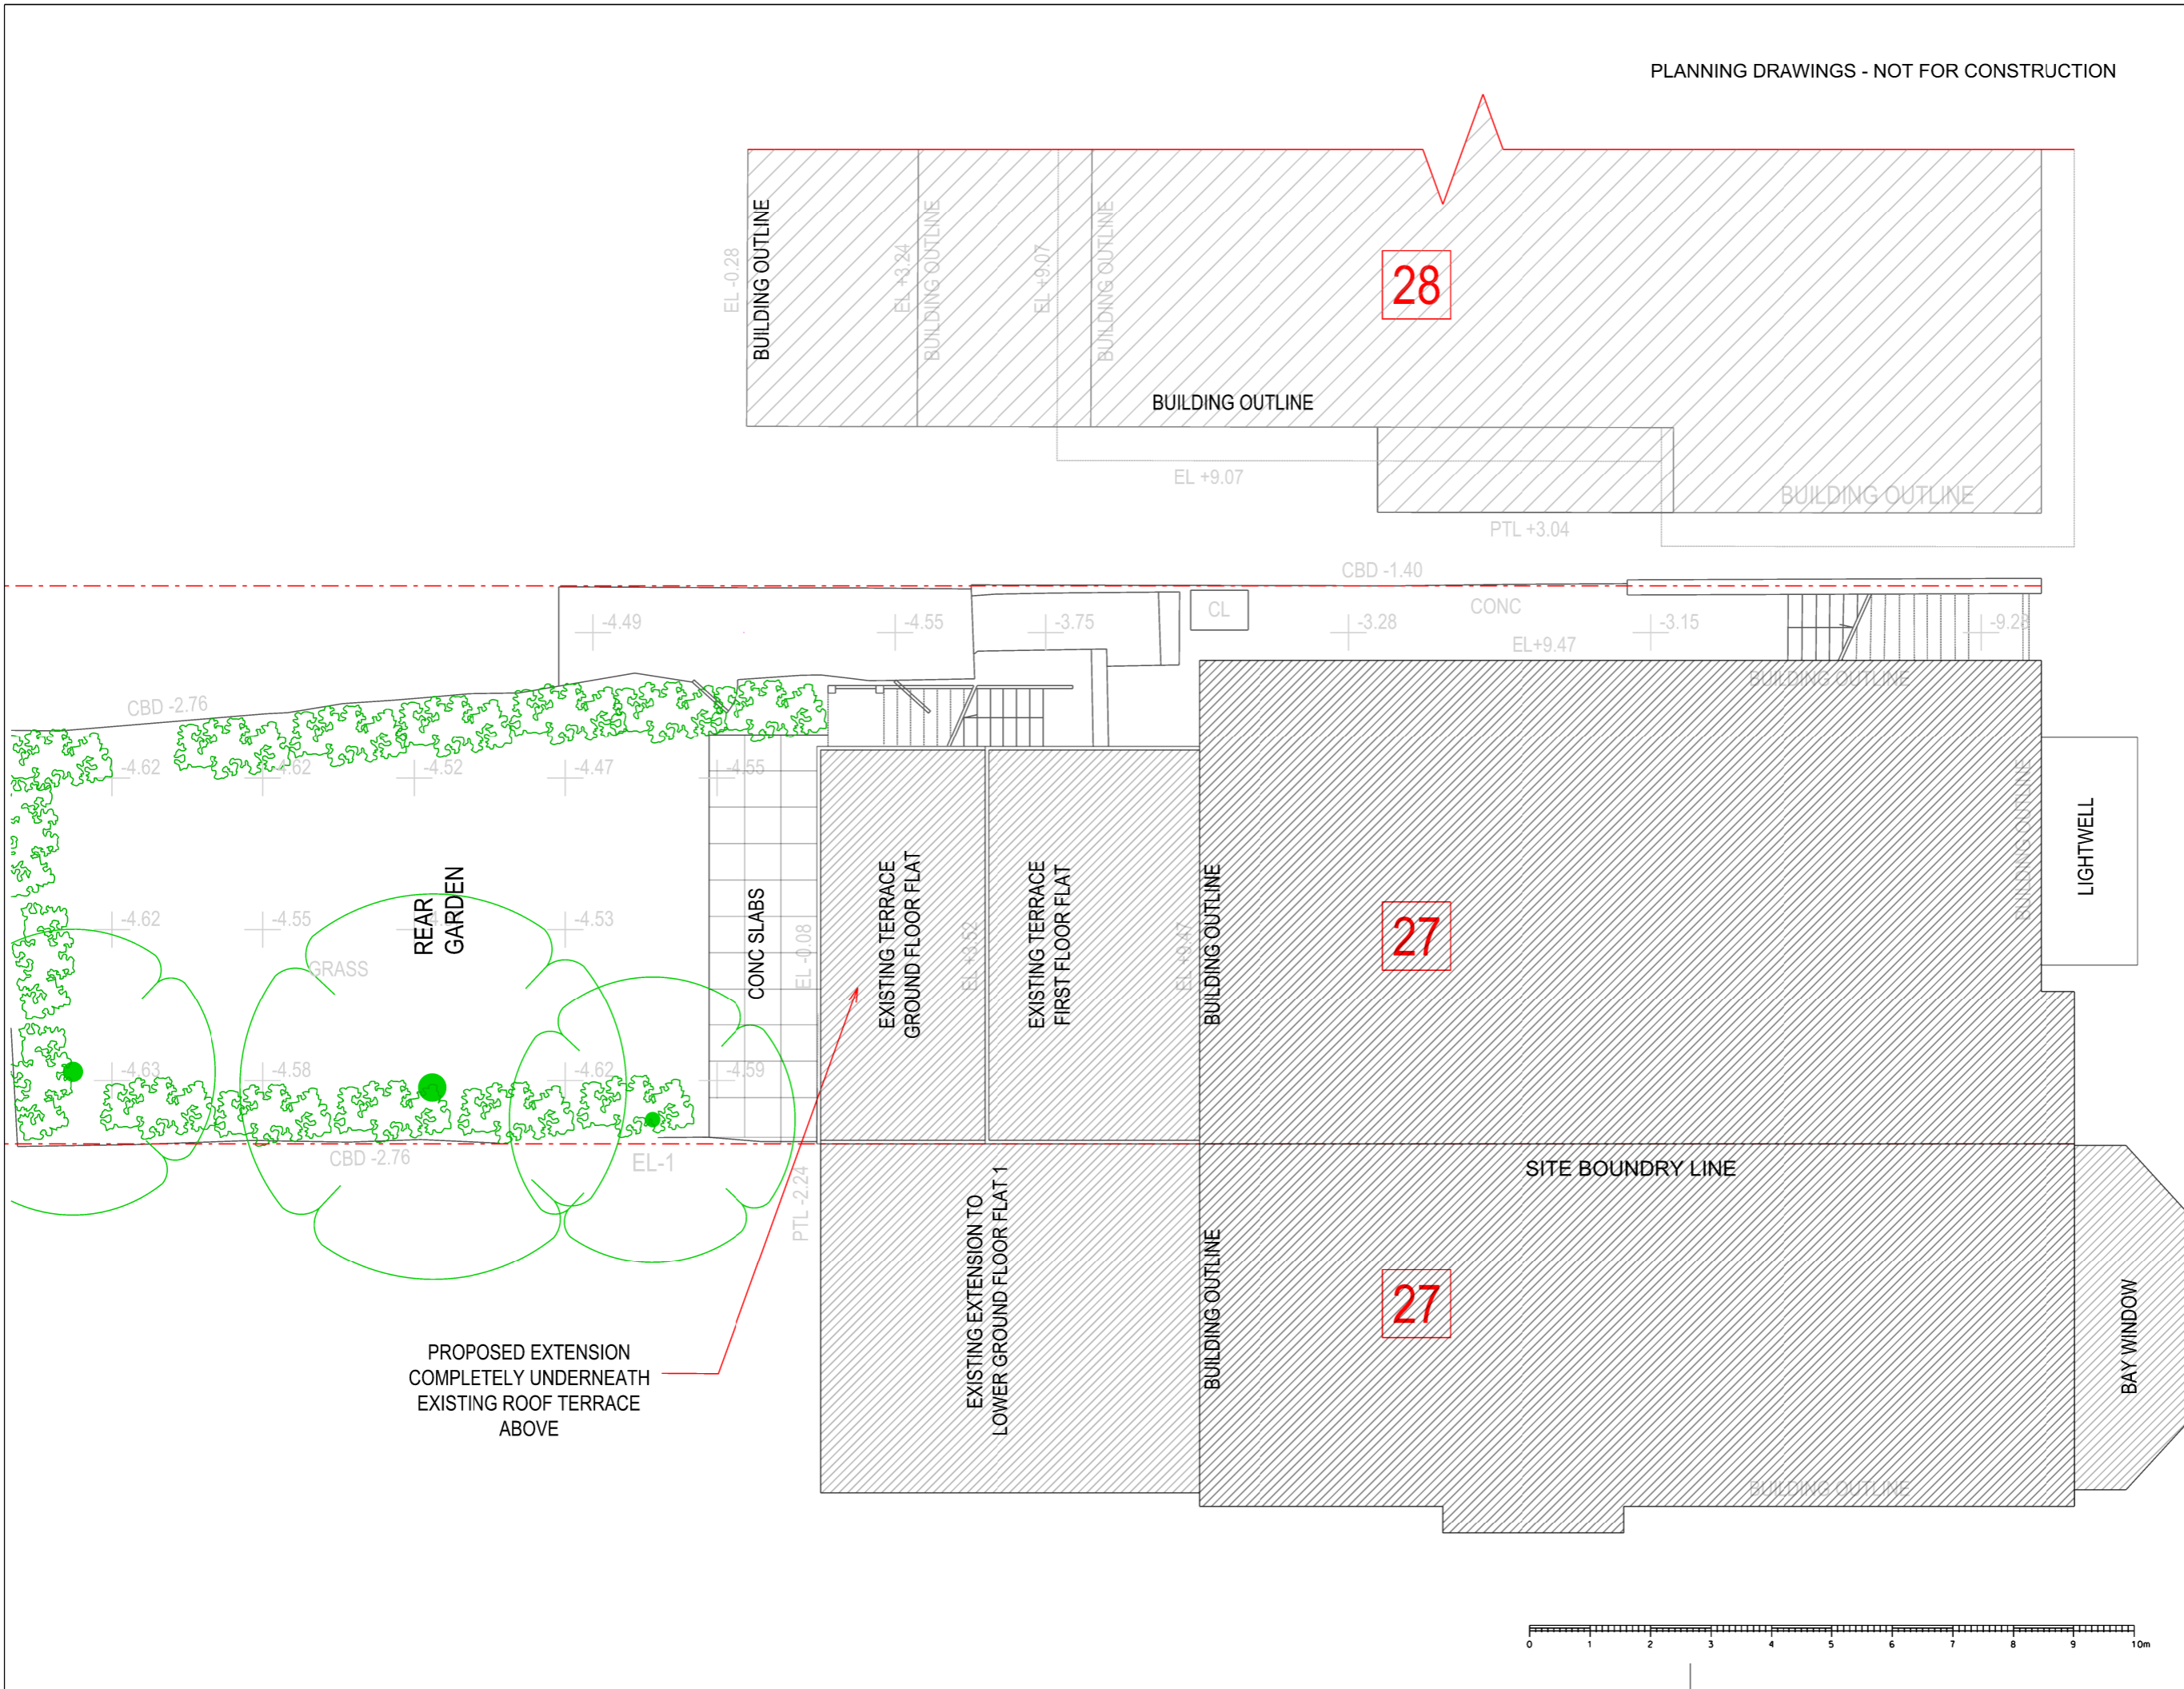 PLANNING DRAWINGS - NOT FOR CONSTRUCTION
EL -0.28
BUILDING OUTLINE
EL +3.24
BUILDING OUTLINE
EL +9.07
BUILDING OUTLINE
28
BUILDING OUTLINE
EL +9.07
BUILDING OUTLINE
PTL +3.04
CBD -1.40
CL
CONC
-4.49
-4.55
-3.75
-3.28
-3.15
EL+9.47
BUILDING OUTLINE
CBD -2.76
-4.62
-4.62
-4.52
-4.47
-4.55
BUILDING OUTLINE
LIGHTWELL
-4.62
-4.55
-4.53
REAR
GARDEN
GRASS
CONC SLABS
EL -0.08
EXISTING TERRACE
GROUND FLOOR FLAT
EL +3.52
EXISTING TERRACE
FIRST FLOOR FLAT
EL +9.47
BUILDING OUTLINE
27
-4.63
-4.58
-4.62
-4.59
CBD -2.76
EL-1
PTL -2.24
SITE BOUNDRY LINE
EXISTING EXTENSION TO
LOWER GROUND FLOOR FLAT 1
BUILDING OUTLINE
27
BAY WINDOW
PROPOSED EXTENSION
COMPLETELY UNDERNEATH
EXISTING ROOF TERRACE
ABOVE
BUILDING OUTLINE
0 1 2 3 4 5 6 7 8 9 10m